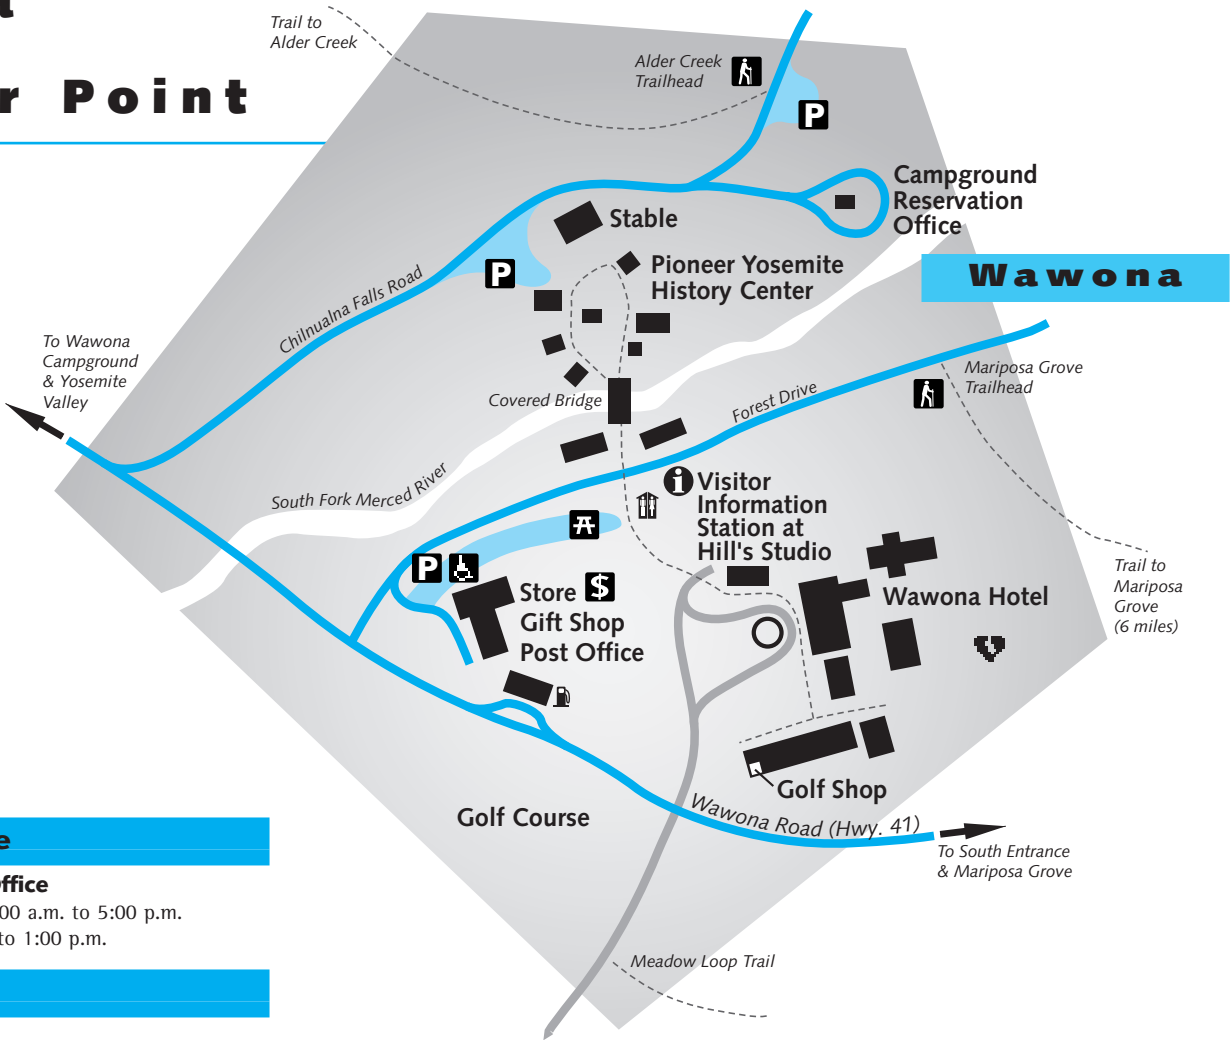 r Point
Trail to
Alder Creek
Alder Creek
Trailhead
P
Campground
Reservation
Office
Stable
Wawona
P
Pioneer Yosemite
History Center
Chilnualna Falls Road
To Wawona
Campground
& Yosemite
Valley
Mariposa Grove
Trailhead
Covered Bridge
Forest Drive
South Fork Merced River
i
Visitor
Information
Station at
Hill's Studio
P
Store $
Gift Shop
Post Office
Wawona Hotel
Trail to
Mariposa
Grove
(6 miles)
Golf Shop
Golf Course
Wawona Road (Hwy. 41)
To South Entrance
& Mariposa Grove
e
ffice
00 a.m. to 5:00 p.m.
to 1:00 p.m.
Meadow Loop Trail